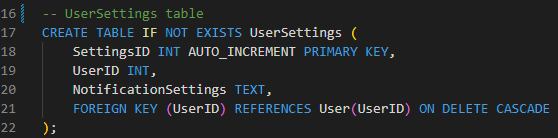 16 -- UserSettings table
17 CREATE TABLE IF NOT EXISTS UserSettings (
18     SettingsID INT AUTO_INCREMENT PRIMARY KEY,
19     UserID INT,
20     NotificationSettings TEXT,
21     FOREIGN KEY (UserID) REFERENCES User(UserID) ON DELETE CASCADE
22 );